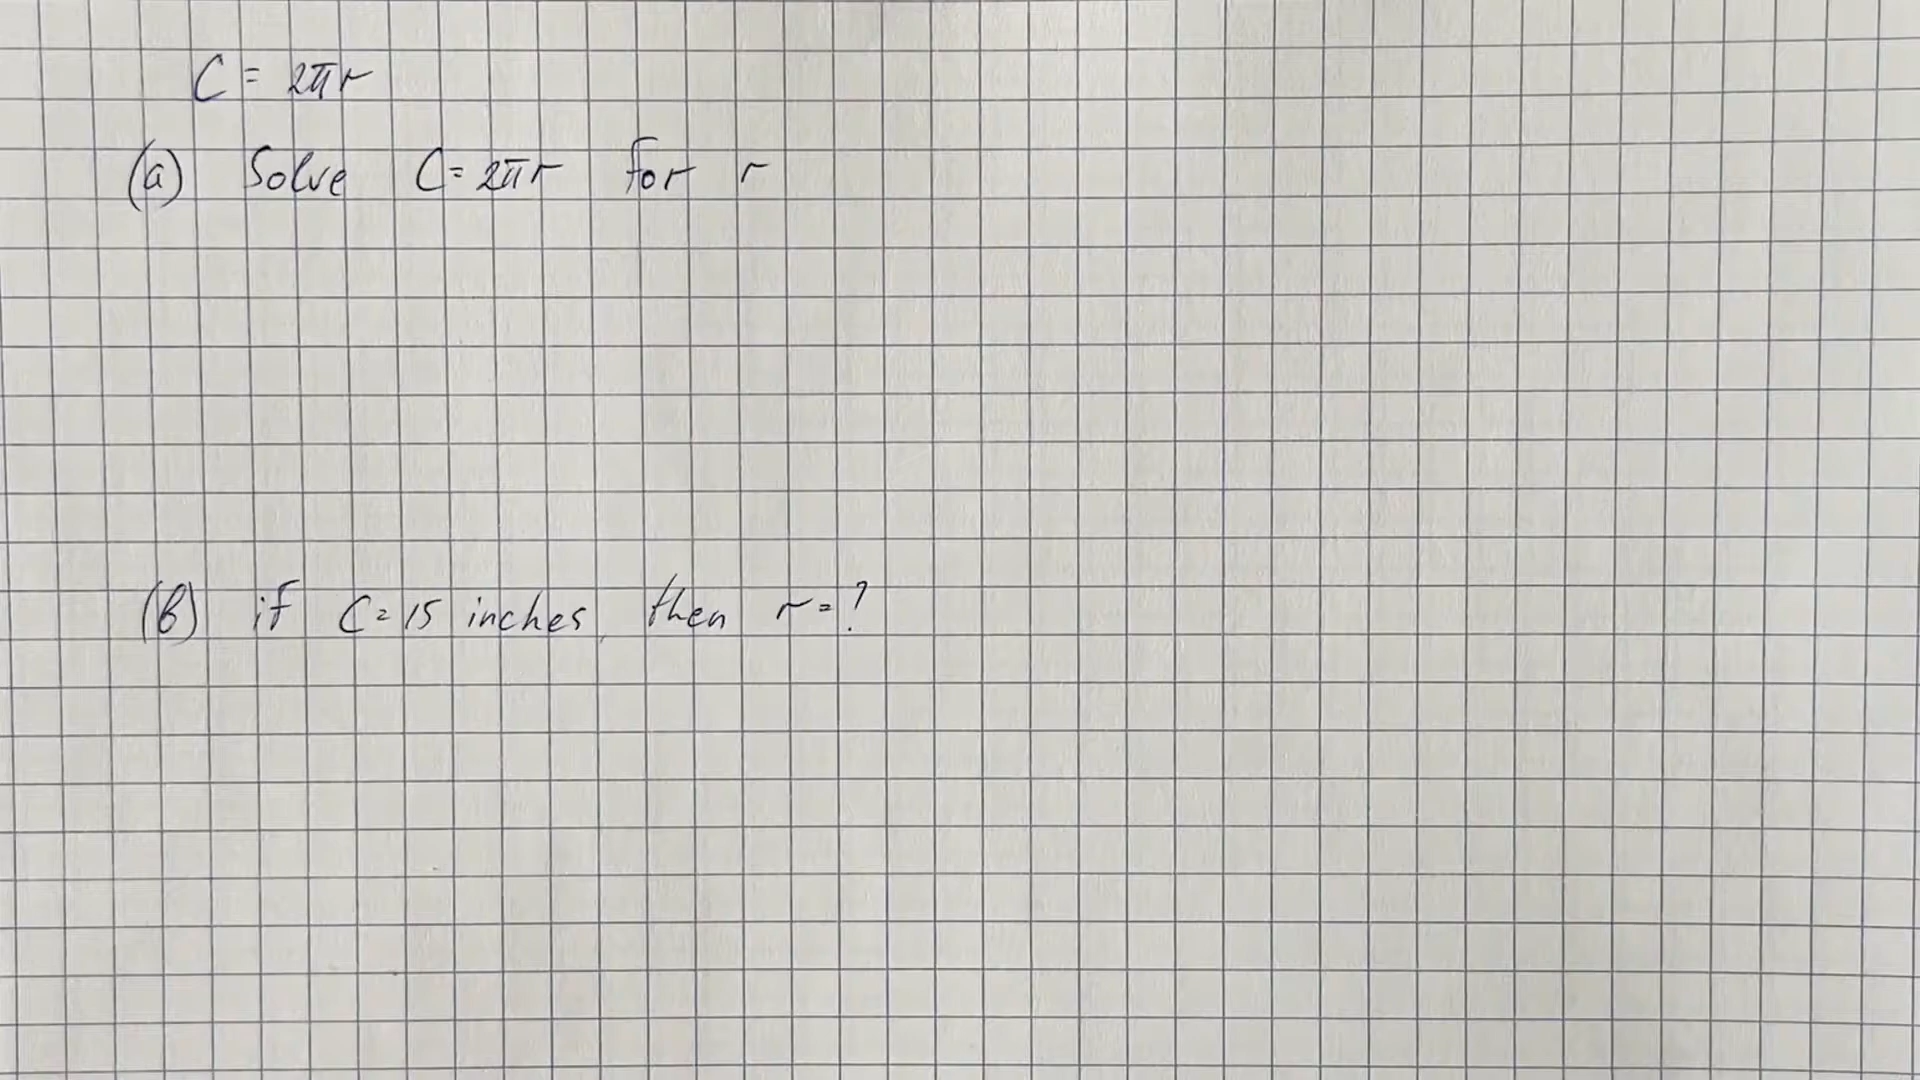 C = 2πr
(a) Solve C = 2πr for r
(b) if C = 15 inches, then r = ?